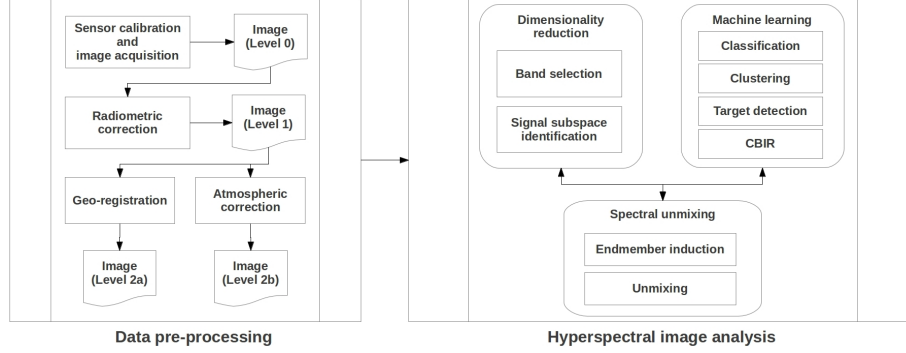 Sensor calibration
and
image acquisition
Image
(Level 0)
Radiometric
correction
Image
(Level 1)
Geo-registration
Atmospheric
correction
Image
(Level 2a)
Image
(Level 2b)
Data pre-processing
Dimensionality
reduction
Band selection
Signal subspace
identification
Machine learning
Classification
Clustering
Target detection
CBIR
Spectral unmixing
Endmember induction
Unmixing
Hyperspectral image analysis